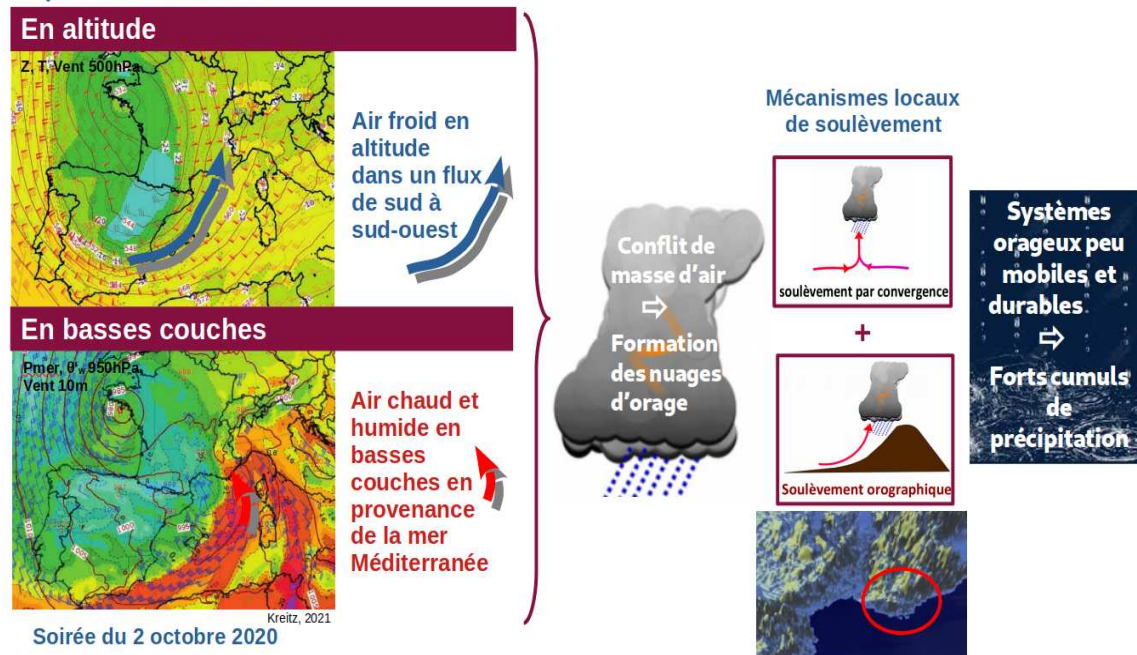 En altitude
Z, T, Vent 500hPa
Air froid en
altitude
dans un flux
de sud à
sud-ouest
En basses couches
Pmer, θ'w 950hPa
Vent 10m
Air chaud et
humide en
basses
couches en
provenance
de la mer
Méditerranée
Kreitz, 2021
Soirée du 2 octobre 2020
Conflit de
masse d'air
⇨
Formation
des nuages
d'orage
Mécanismes locaux
de soulèvement
soulèvement par convergence
+
Soulèvement orographique
Systèmes
orageux peu
mobiles et
durables
⇨
Forts cumuls
de
précipitation